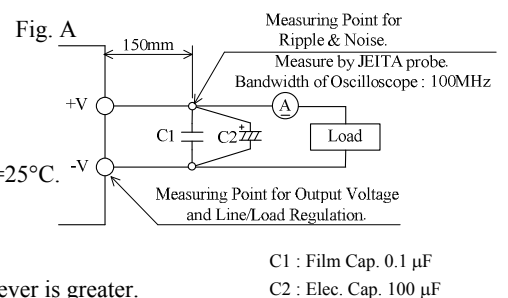 Fig. A
Measuring Point for
Ripple & Noise.
150mm
Measure by JEITA probe.
Bandwidth of Oscilloscope : 100MHz
+V
A
C1
C2
+
Load
=25°C.
-V
Measuring Point for Output Voltage
and Line/Load Regulation.
C1 : Film Cap. 0.1 µF
ever is greater.
C2 : Elec. Cap. 100 µF